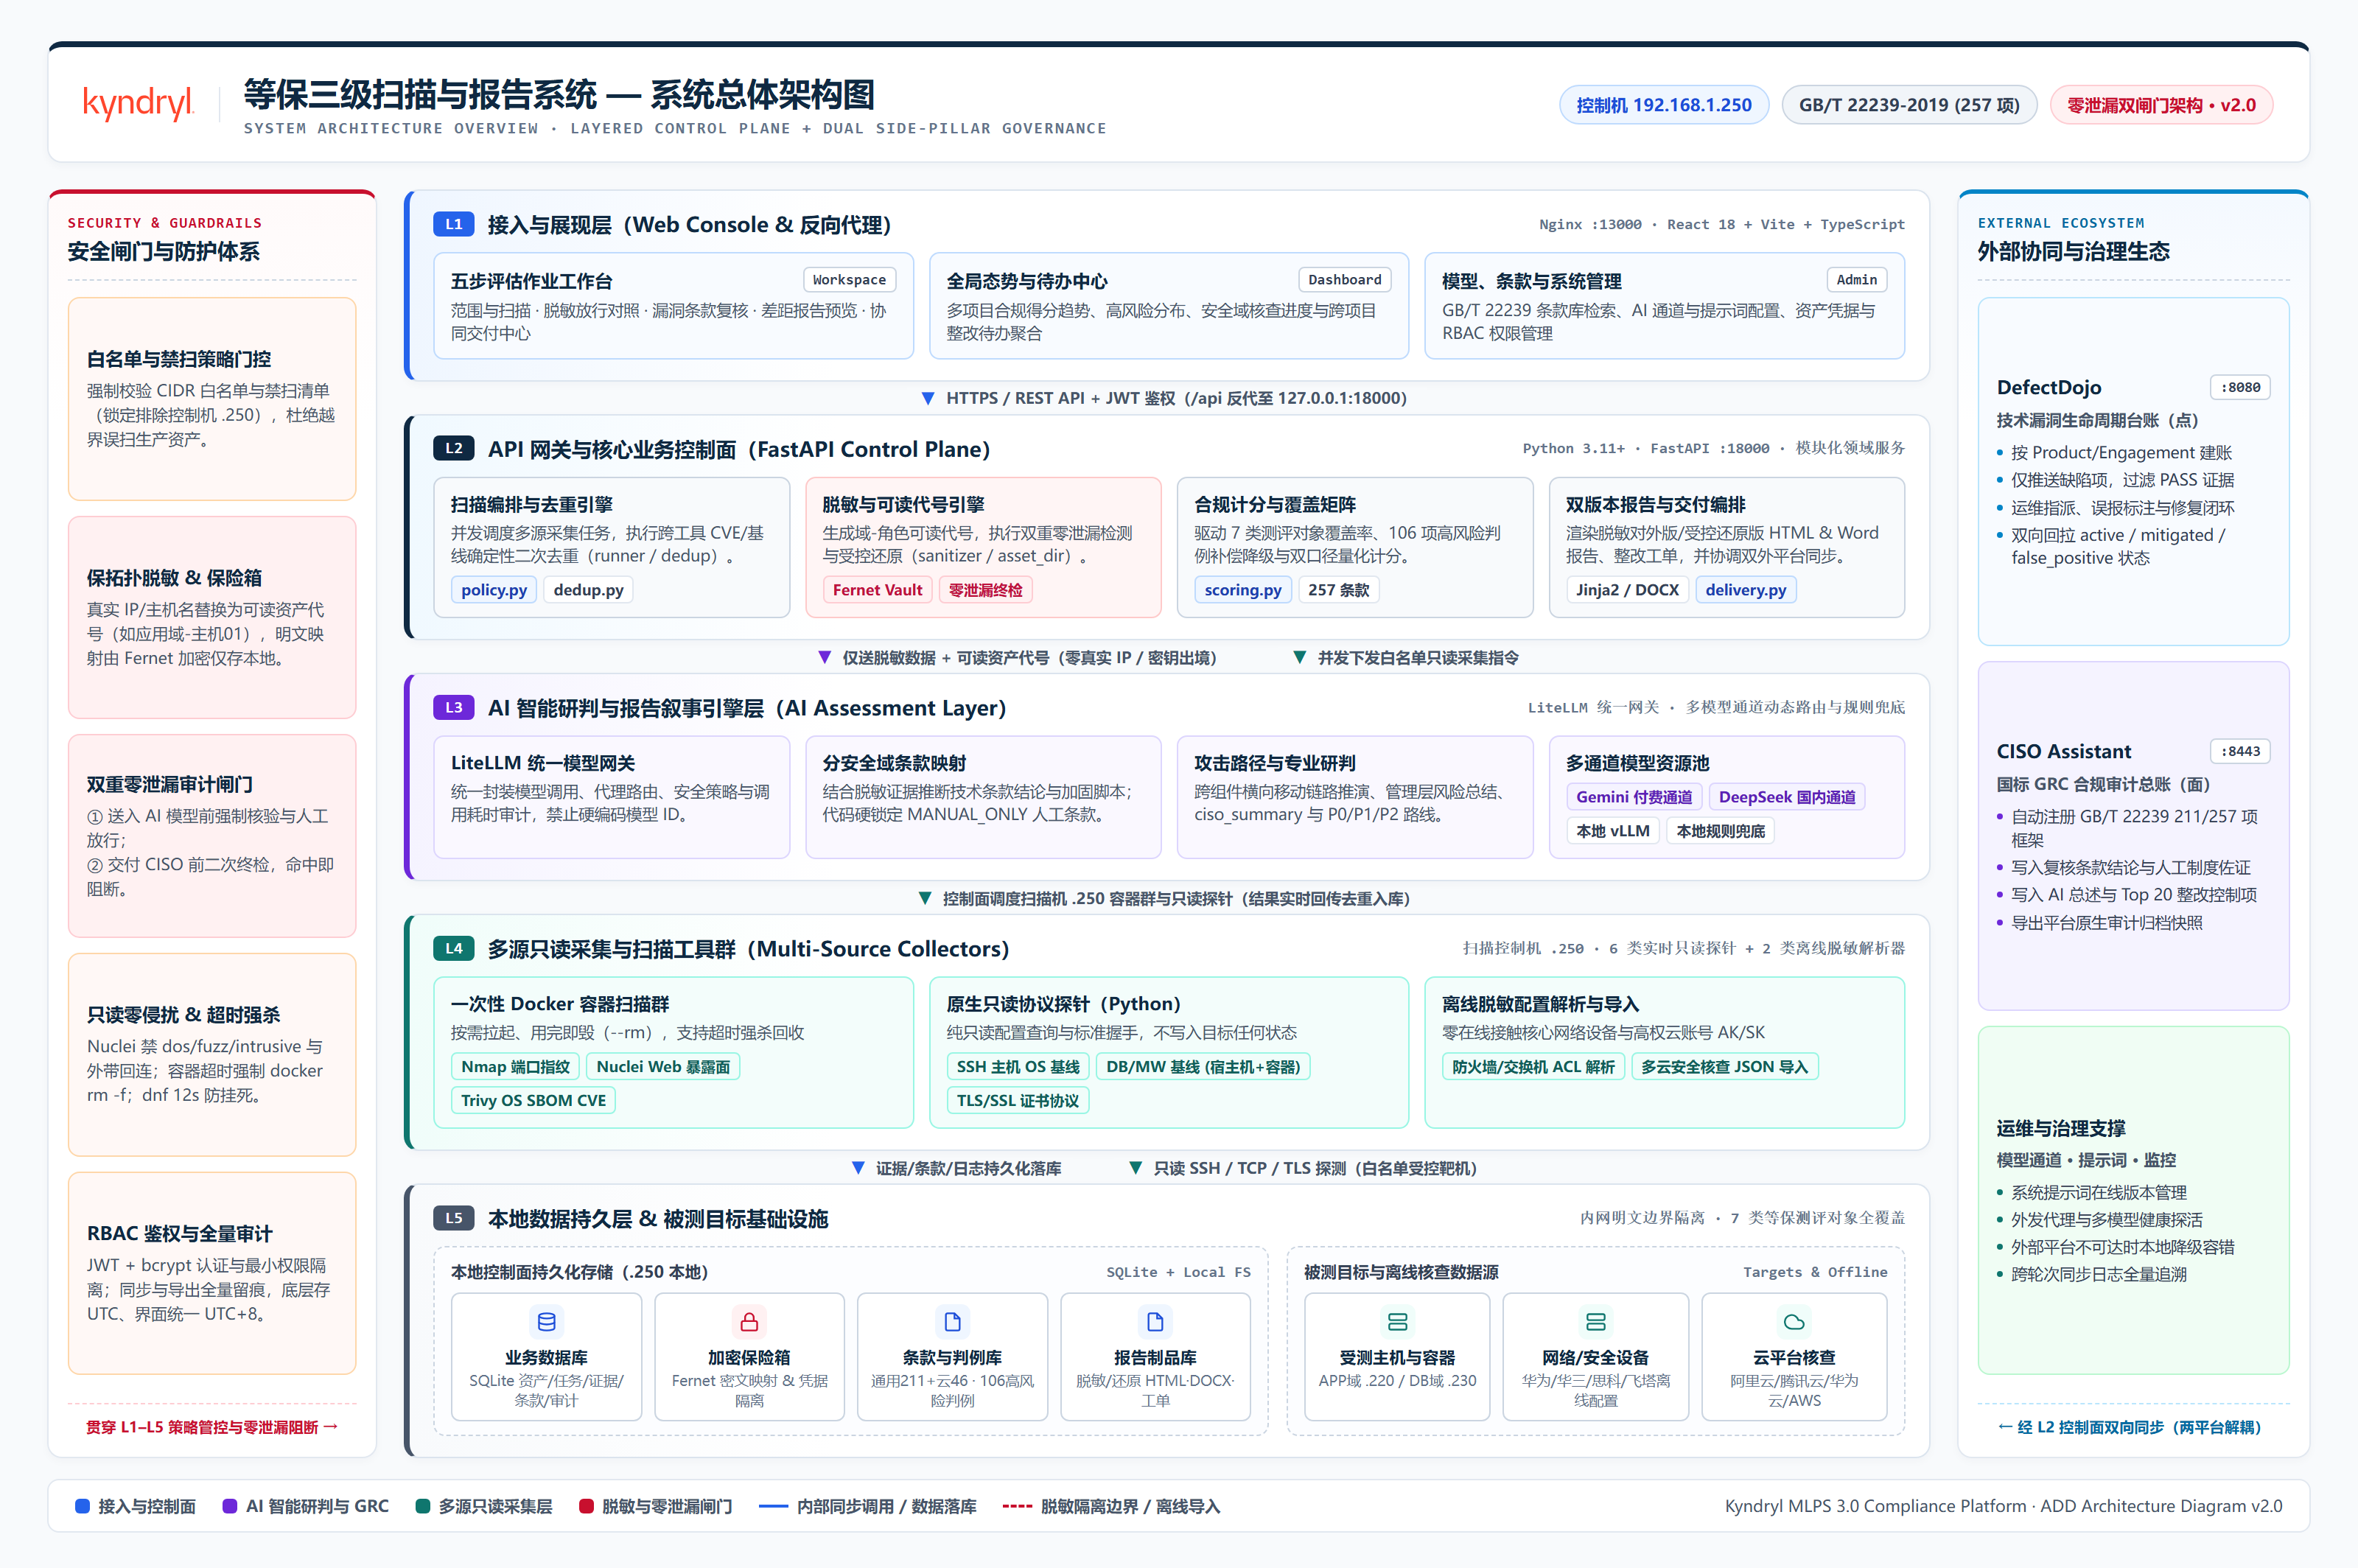 kyndryl
等保三级扫描与报告系统 — 系统总体架构图
SYSTEM ARCHITECTURE OVERVIEW · LAYERED CONTROL PLANE + DUAL SIDE-PILLAR GOVERNANCE
控制机 192.168.1.250
GB/T 22239-2019 (257 项)
零泄漏双闸门架构 • v2.0
SECURITY & GUARDRAILS
安全闸门与防护体系
白名单与禁扫策略门控
强制校验 CIDR 白名单与禁扫清单
（锁定排除控制机 .250），杜绝越
界误扫生产资产。
保拓扑脱敏 & 保险箱
真实 IP/主机名替换为可读资产代
号（如应用域-主机01），明文映
射由 Fernet 加密仅存本地。
双重零泄漏审计闸门
① 送入 AI 模型前强制核验与人工
放行；
② 交付 CISO 前二次终检，命中即
阻断。
只读零侵扰 & 超时强杀
Nuclei 禁 dos/fuzz/intrusive 与
外带回连；容器超时强制 docker
rm -f；dnf 12s 防挂死。
RBAC 鉴权与全量审计
JWT + bcrypt 认证与最小权限隔
离；同步与导出全量留痕，底层存
UTC、界面统一 UTC+8。
贯穿 L1–L5 策略管控与零泄漏阻断 →
L1
接入与展现层（Web Console & 反向代理）
Nginx :13000 · React 18 + Vite + TypeScript
五步评估作业工作台
Workspace
范围与扫描 · 脱敏放行对照 · 漏洞条款复核 · 差距报告预览 · 协
同交付中心
全局态势与待办中心
Dashboard
多项目合规得分趋势、高风险分布、安全域核查进度与跨项目
整改待办聚合
模型、条款与系统管理
Admin
GB/T 22239 条款库检索、AI 通道与提示词配置、资产凭据与
RBAC 权限管理
▼ HTTPS / REST API + JWT 鉴权（/api 反代至 127.0.0.1:18000）
L2
API 网关与核心业务控制面（FastAPI Control Plane）
Python 3.11+ · FastAPI :18000 · 模块化领域服务
扫描编排与去重引擎
并发调度多源采集任务，执行跨工具 CVE/基
线确定性二次去重（runner / dedup）。
policy.py
dedup.py
脱敏与可读代号引擎
生成域-角色可读代号，执行双重零泄漏检测
与受控还原（sanitizer / asset_dir）。
Fernet Vault
零泄漏终检
合规计分与覆盖矩阵
驱动 7 类测评对象覆盖率、106 项高风险判
例补偿降级与双口径量化计分。
scoring.py
257 条款
双版本报告与交付编排
渲染脱敏对外版/受控还原版 HTML & Word
报告、整改工单，并协调双外平台同步。
Jinja2 / DOCX
delivery.py
▼ 仅送脱敏数据 + 可读资产代号（零真实 IP / 密钥出境）
▼ 并发下发白名单只读采集指令
L3
AI 智能研判与报告叙事引擎层（AI Assessment Layer）
LiteLLM 统一网关 · 多模型通道动态路由与规则兜底
LiteLLM 统一模型网关
统一封装模型调用、代理路由、安全策略与调
用耗时审计，禁止硬编码模型 ID。
分安全域条款映射
结合脱敏证据推断技术条款结论与加固脚本；
代码硬锁定 MANUAL_ONLY 人工条款。
攻击路径与专业研判
跨组件横向移动链路推演、管理层风险总结、
ciso_summary 与 P0/P1/P2 路线。
多通道模型资源池
Gemini 付费通道
DeepSeek 国内通道
本地 vLLM
本地规则兜底
▼ 控制面调度扫描机 .250 容器群与只读探针（结果实时回传去重入库）
L4
多源只读采集与扫描工具群（Multi-Source Collectors）
扫描控制机 .250 · 6 类实时只读探针 + 2 类离线脱敏解析器
一次性 Docker 容器扫描群
按需拉起、用完即毁（--rm），支持超时强杀回收
Nmap 端口指纹
Nuclei Web 暴露面
Trivy OS SBOM CVE
原生只读协议探针（Python）
纯只读配置查询与标准握手，不写入目标任何状态
SSH 主机 OS 基线
DB/MW 基线 (宿主机+容器)
TLS/SSL 证书协议
离线脱敏配置解析与导入
零在线接触核心网络设备与高权云账号 AK/SK
防火墙/交换机 ACL 解析
多云安全核查 JSON 导入
▼ 证据/条款/日志持久化落库
▼ 只读 SSH / TCP / TLS 探测（白名单受控靶机）
L5
本地数据持久层 & 被测目标基础设施
内网明文边界隔离 · 7 类等保测评对象全覆盖
本地控制面持久化存储（.250 本地）
SQLite + Local FS
业务数据库
SQLite 资产/任务/证据/
条款/审计
加密保险箱
Fernet 密文映射 & 凭据
隔离
条款与判例库
通用211+云46 · 106高风
险判例
报告制品库
脱敏/还原 HTML·DOCX·
工单
被测目标与离线核查数据源
Targets & Offline
受测主机与容器
APP域 .220 / DB域 .230
网络/安全设备
华为/华三/思科/飞塔离
线配置
云平台核查
阿里云/腾讯云/华为
云/AWS
EXTERNAL ECOSYSTEM
外部协同与治理生态
DefectDojo
:8080
技术漏洞生命周期台账（点）
• 按 Product/Engagement 建账
• 仅推送缺陷项，过滤 PASS 证据
• 运维指派、误报标注与修复闭环
• 双向回拉 active / mitigated /
false_positive 状态
CISO Assistant
:8443
国标 GRC 合规审计总账（面）
• 自动注册 GB/T 22239 211/257 项
框架
• 写入复核条款结论与人工制度佐证
• 写入 AI 总述与 Top 20 整改控制项
• 导出平台原生审计归档快照
运维与治理支撑
模型通道 • 提示词 • 监控
• 系统提示词在线版本管理
• 外发代理与多模型健康探活
• 外部平台不可达时本地降级容错
• 跨轮次同步日志全量追溯
← 经 L2 控制面双向同步（两平台解耦）
接入与控制面
AI 智能研判与 GRC
多源只读采集层
脱敏与零泄漏闸门
内部同步调用 / 数据落库
脱敏隔离边界 / 离线导入
Kyndryl MLPS 3.0 Compliance Platform · ADD Architecture Diagram v2.0